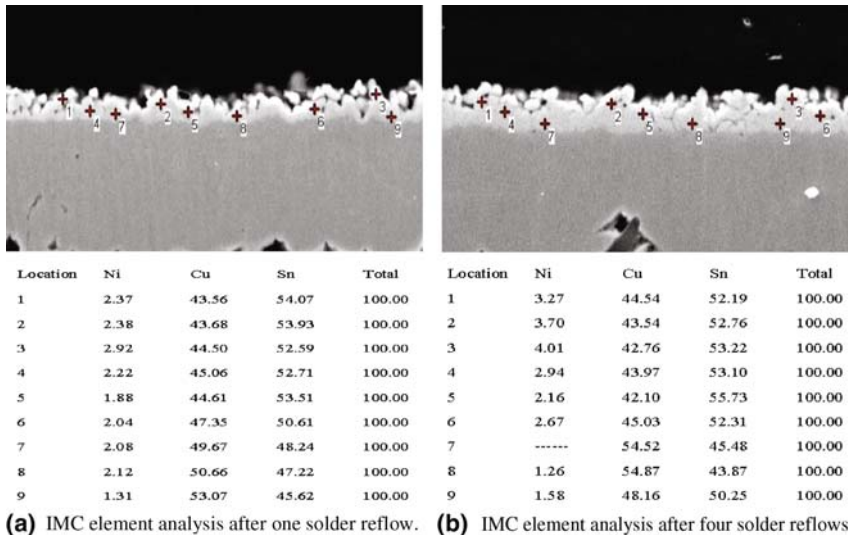 1 4 7 2 5 8 6 3 9
1 4 7 2 5 8 9 3 6
Location Ni Cu Sn Total
1 2.37 43.56 54.07 100.00
2 2.38 43.68 53.93 100.00
3 2.92 44.50 52.59 100.00
4 2.22 45.06 52.71 100.00
5 1.88 44.61 53.51 100.00
6 2.04 47.35 50.61 100.00
7 2.08 49.67 48.24 100.00
8 2.12 50.66 47.22 100.00
9 1.31 53.07 45.62 100.00
(a) IMC element analysis after one solder reflow.
Location Ni Cu Sn Total
1 3.27 44.54 52.19 100.00
2 3.70 43.54 52.76 100.00
3 4.01 42.76 53.22 100.00
4 2.94 43.97 53.10 100.00
5 2.16 42.10 55.73 100.00
6 2.67 45.03 52.31 100.00
7 ------ 54.52 45.48 100.00
8 1.26 54.87 43.87 100.00
9 1.58 48.16 50.25 100.00
(b) IMC element analysis after four solder reflows